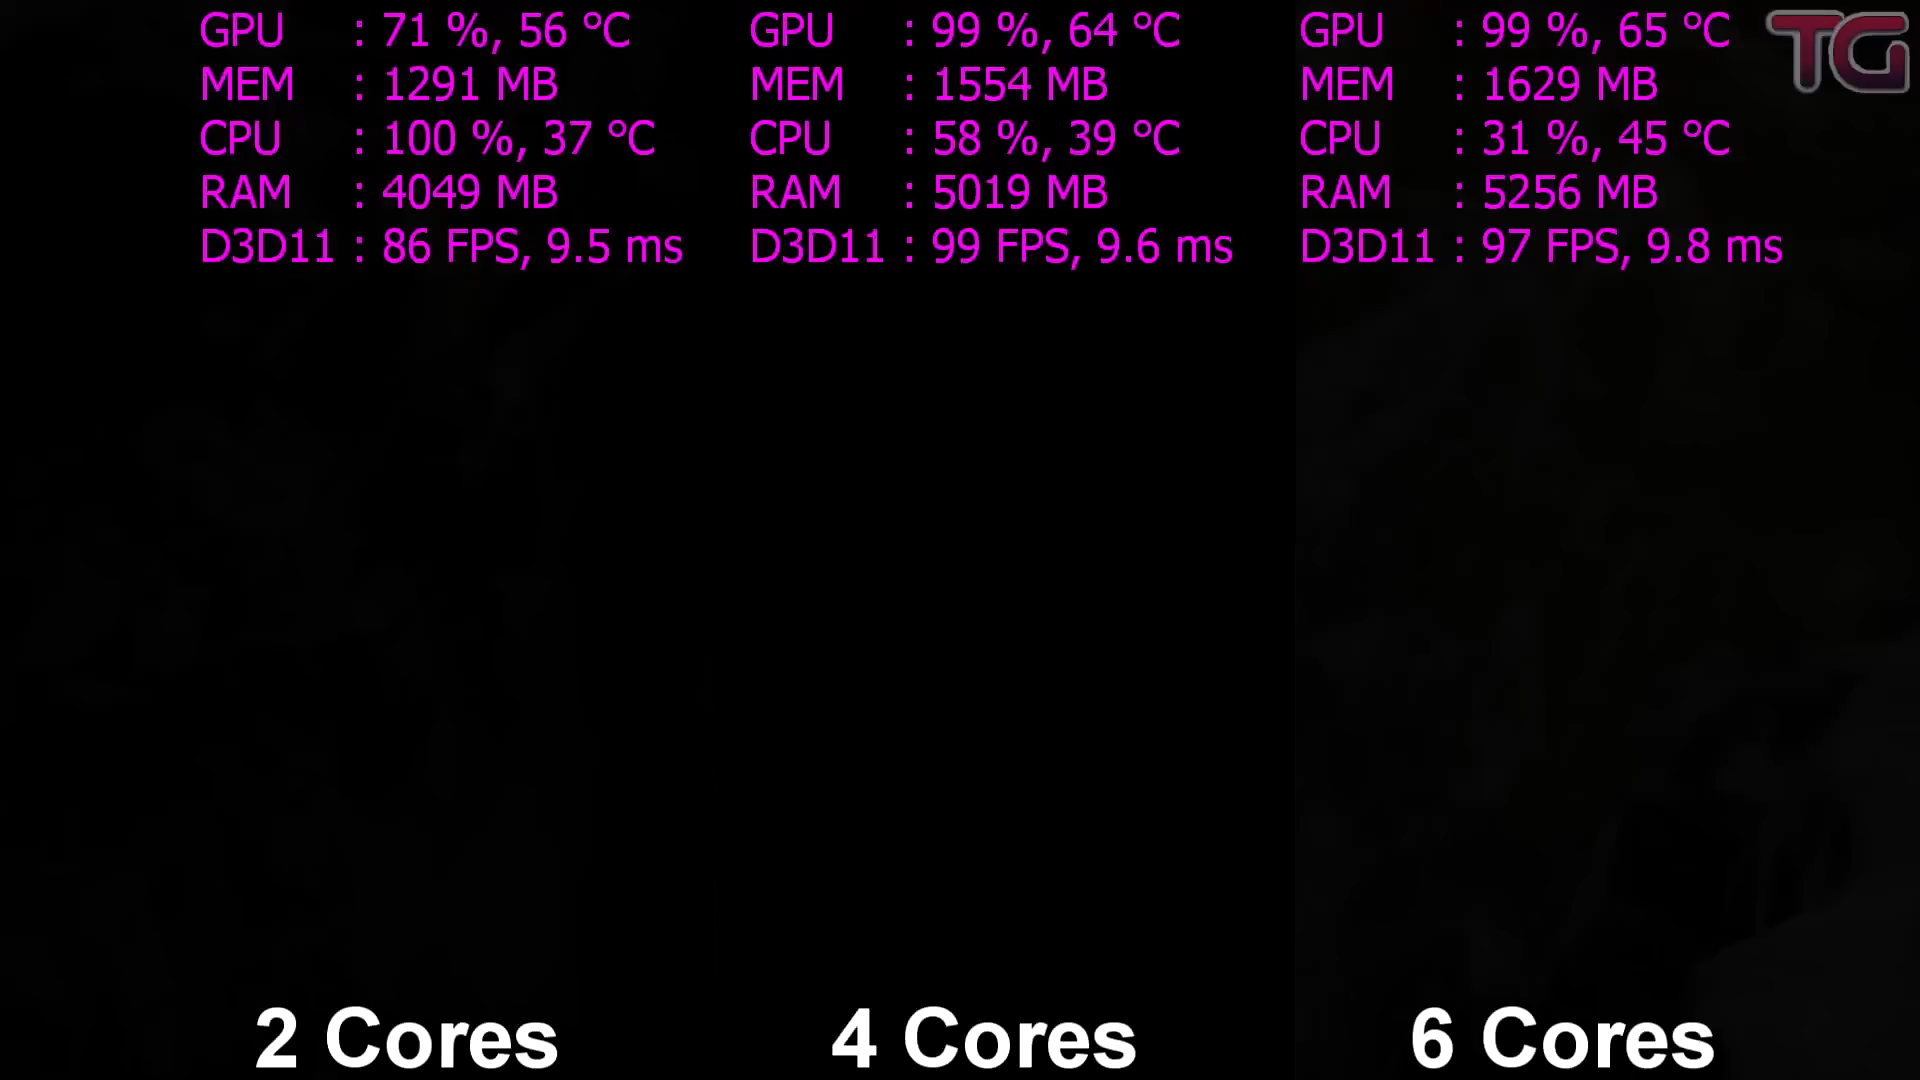 GPU : 71 %, 56 °C
MEM : 1291 MB
CPU : 100 %, 37 °C
RAM : 4049 MB
D3D11 : 86 FPS, 9.5 ms
GPU : 99 %, 64 °C
MEM : 1554 MB
CPU : 58 %, 39 °C
RAM : 5019 MB
D3D11 : 99 FPS, 9.6 ms
GPU : 99 %, 65 °C
MEM : 1629 MB
CPU : 31 %, 45 °C
RAM : 5256 MB
D3D11 : 97 FPS, 9.8 ms
TG
2 Cores
4 Cores
6 Cores